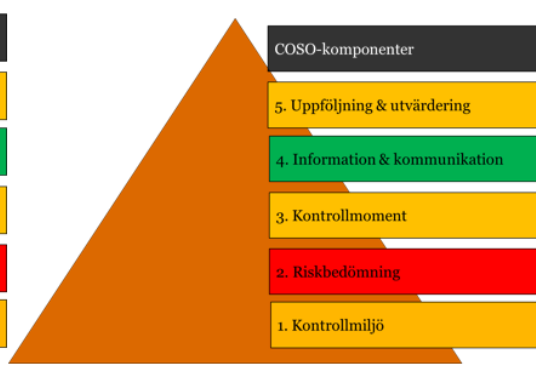 COSO-komponenter
5. Uppföljning & utvärdering
4. Information & kommunikation
3. Kontrollmoment
2. Riskbedömning
1. Kontrollmiljö